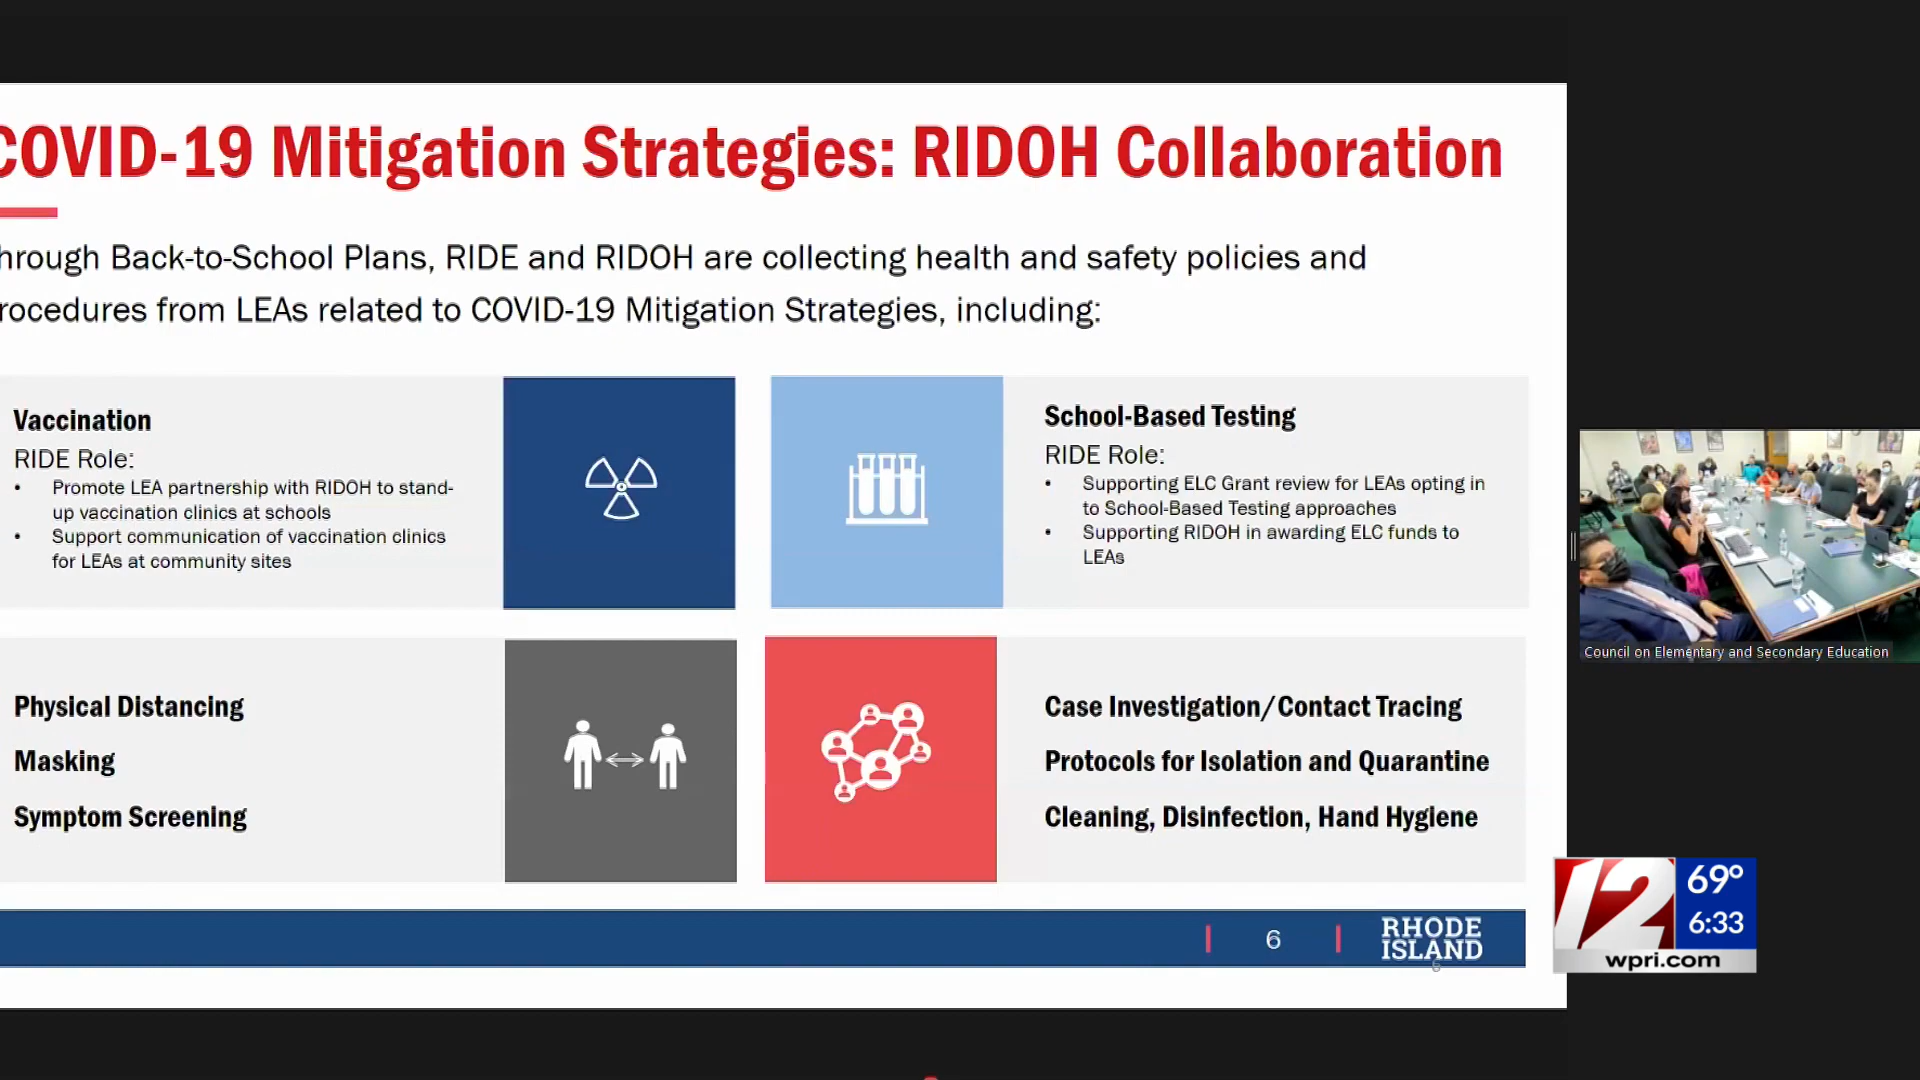 COVID-19 Mitigation Strategies: RIDOH Collaboration
hrough Back-to-School Plans, RIDE and RIDOH are collecting health and safety policies and
rocedures from LEAs related to COVID-19 Mitigation Strategies, including:
Vaccination
RIDE Role:
• Promote LEA partnership with RIDOH to stand-
up vaccination clinics at schools
• Support communication of vaccination clinics
for LEAs at community sites
School-Based Testing
RIDE Role:
• Supporting ELC Grant review for LEAs opting in
to School-Based Testing approaches
• Supporting RIDOH in awarding ELC funds to
LEAs
Physical Distancing
Masking
Symptom Screening
Case Investigation/Contact Tracing
Protocols for Isolation and Quarantine
Cleaning, Disinfection, Hand Hygiene
6
RHODE
ISLAND
6
Council on Elementary and Secondary Education
12
69°
6:33
wpri.com